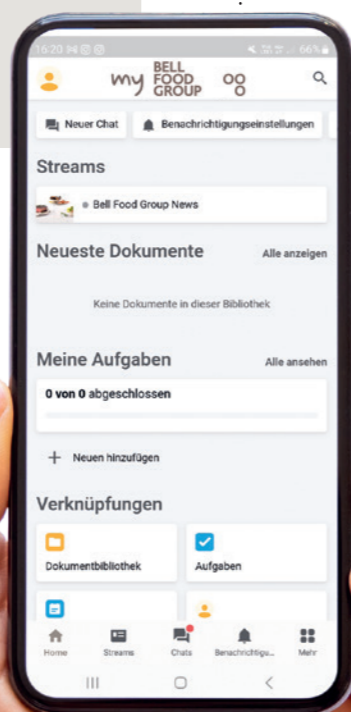 16:20
66%
my BELL
FOOD
GROUP
Neuer Chat
Benachrichtigungseinstellungen
Streams
Bell Food Group News
Neueste Dokumente
Alle anzeigen
Keine Dokumente in dieser Bibliothek
Meine Aufgaben
Alle ansehen
0 von 0 abgeschlossen
+ Neuen hinzufügen
Verknüpfungen
Dokumentbibliothek
Aufgaben
Home
Streams
Chats
Benachrichtigu...
Mehr